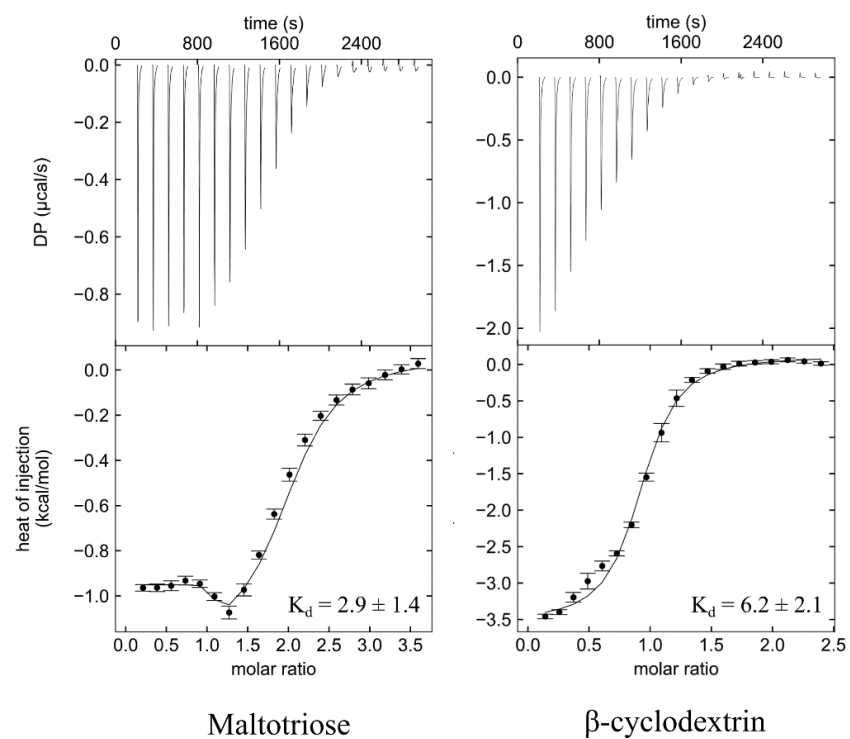 time (s)
0 800 1600 2400
0.0
−0.2
−0.4
−0.6
−0.8
DP (µcal/s)
0.0
−0.2
−0.4
−0.6
−0.8
−1.0
heat of injection
(kcal/mol)
K_d = 2.9 ± 1.4
0.0 0.5 1.0 1.5 2.0 2.5 3.0 3.5
molar ratio
Maltotriose
time (s)
0 800 1600 2400
0.0
−0.5
−1.0
−1.5
−2.0
0.0
−0.5
−1.0
−1.5
−2.0
−2.5
−3.0
−3.5
K_d = 6.2 ± 2.1
0.0 0.5 1.0 1.5 2.0 2.5
molar ratio
β-cyclodextrin